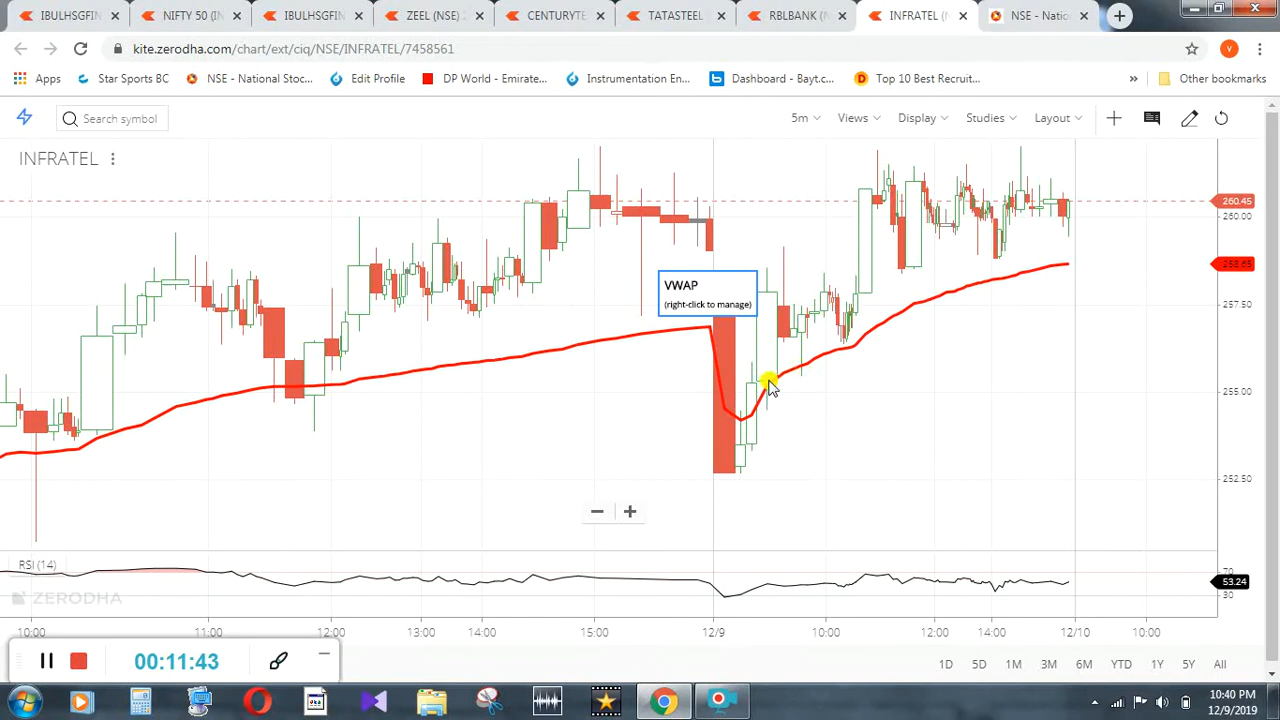 IBULHSGFIN
NIFTY 50 (IN
IBULHSGFIN
ZEEL (NSE)
CENTURYTE
TATASTEEL
RBLBANK (N
INFRATEL (N
NSE - Natio
kite.zerodha.com/chart/ext/ciq/NSE/INFRATEL/7458561
V
Apps
Star Sports BC
NSE - National Stoc...
Edit Profile
DP World - Emirate...
Instrumentation En...
Dashboard - Bayt.c...
Top 10 Best Recruit...
»
Other bookmarks
Search symbol
5m
Views
Display
Studies
Layout
INFRATEL
260.45
260.00
258.65
257.50
255.00
252.50
VWAP
(right-click to manage)
RSI (14)
70
53.24
30
ZERODHA
10:00
11:00
12:00
13:00
14:00
15:00
12/9
10:00
12:00
14:00
12/10
10:00
00:11:43
1D
5D
1M
3M
6M
YTD
1Y
5Y
All
10:40 PM
12/9/2019